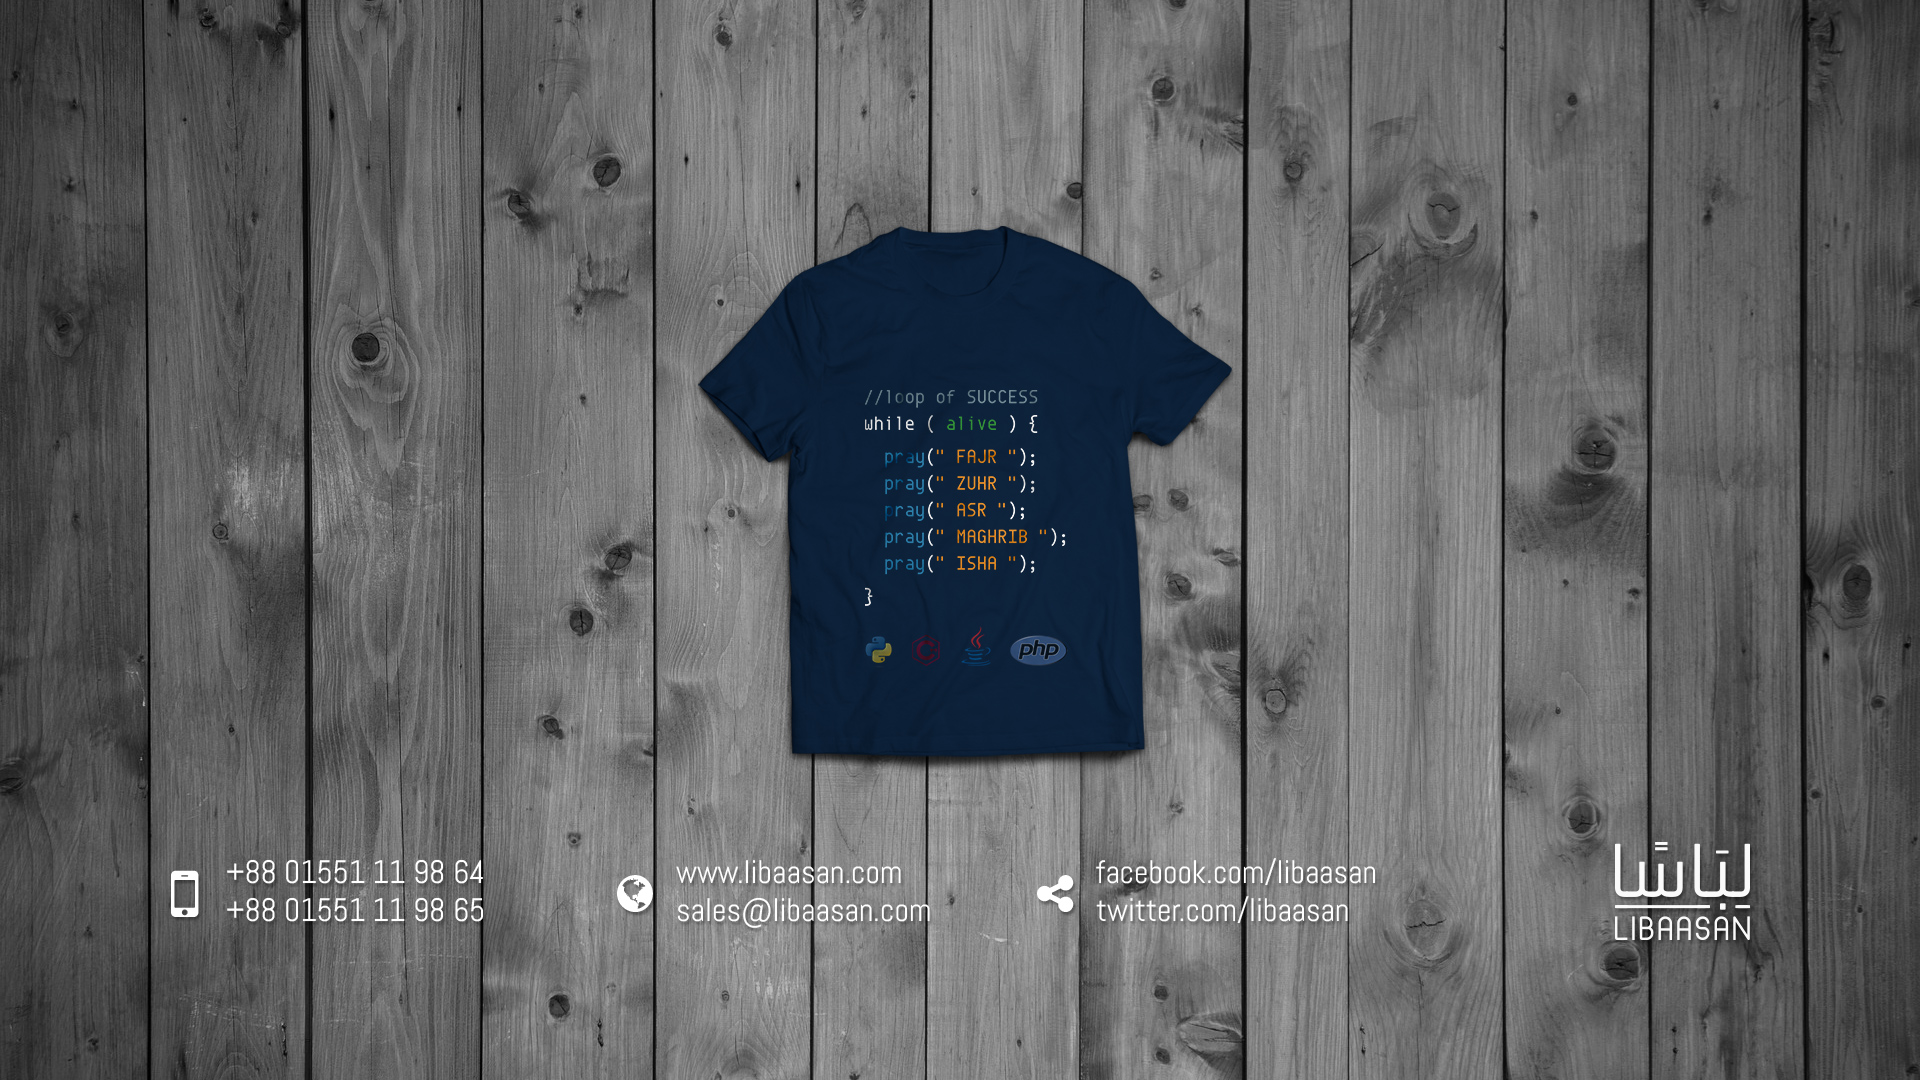 //loop of SUCCESS
while ( alive ) {
pray(" FAJR ");
pray(" ZUHR ");
pray(" ASR ");
pray(" MAGHRIB ");
pray(" ISHA ");
}
php
+88 01551 11 98 64
+88 01551 11 98 65
www.libaasan.com
sales@libaasan.com
facebook.com/libaasan
twitter.com/libaasan
لِبَاسًا
LIBAASAN